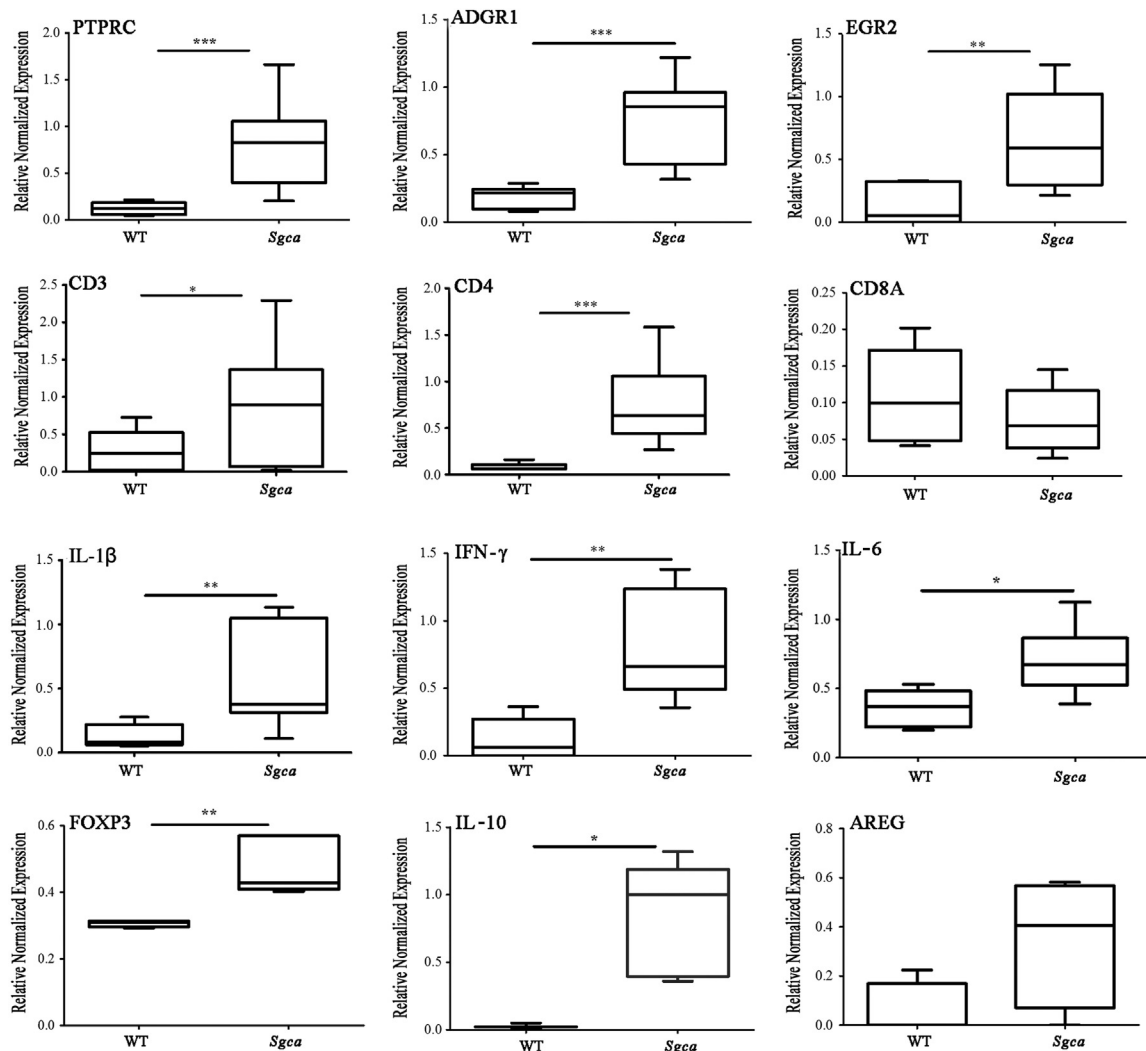 PTPRC
***
Relative Normalized Expression
2.0
1.5
1.0
0.5
0.0
WT
Sgca
ADGR1
***
Relative Normalized Expression
1.5
1.0
0.5
0.0
WT
Sgca
EGR2
**
Relative Normalized Expression
1.5
1.0
0.5
0.0
WT
Sgca
CD3
*
Relative Normalized Expression
2.5
2.0
1.5
1.0
0.5
0.0
WT
Sgca
CD4
***
Relative Normalized Expression
2.0
1.5
1.0
0.5
0.0
WT
Sgca
CD8A
Relative Normalized Expression
0.25
0.20
0.15
0.10
0.05
0.00
WT
Sgca
IL-1β
**
Relative Normalized Expression
1.5
1.0
0.5
0.0
WT
Sgca
IFN-γ
**
Relative Normalized Expression
1.5
1.0
0.5
0.0
WT
Sgca
IL-6
*
Relative Normalized Expression
1.5
1.0
0.5
0.0
WT
Sgca
FOXP3
**
Relative Normalized Expression
0.6
0.4
0.2
0.0
WT
Sgca
IL-10
*
Relative Normalized Expression
1.5
1.0
0.5
0.0
WT
Sgca
AREG
Relative Normalized Expression
0.8
0.6
0.4
0.2
0.0
WT
Sgca